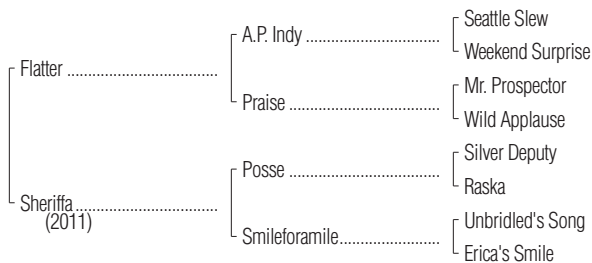 Seattle Slew
A.P. Indy ................................
Weekend Surprise
Flatter ....................................
Mr. Prospector
Praise ....................................
Wild Applause
Silver Deputy
Posse ....................................
Raska
Sheriffa ..................................
(2011)
Unbridled's Song
Smileforamile........................
Erica's Smile